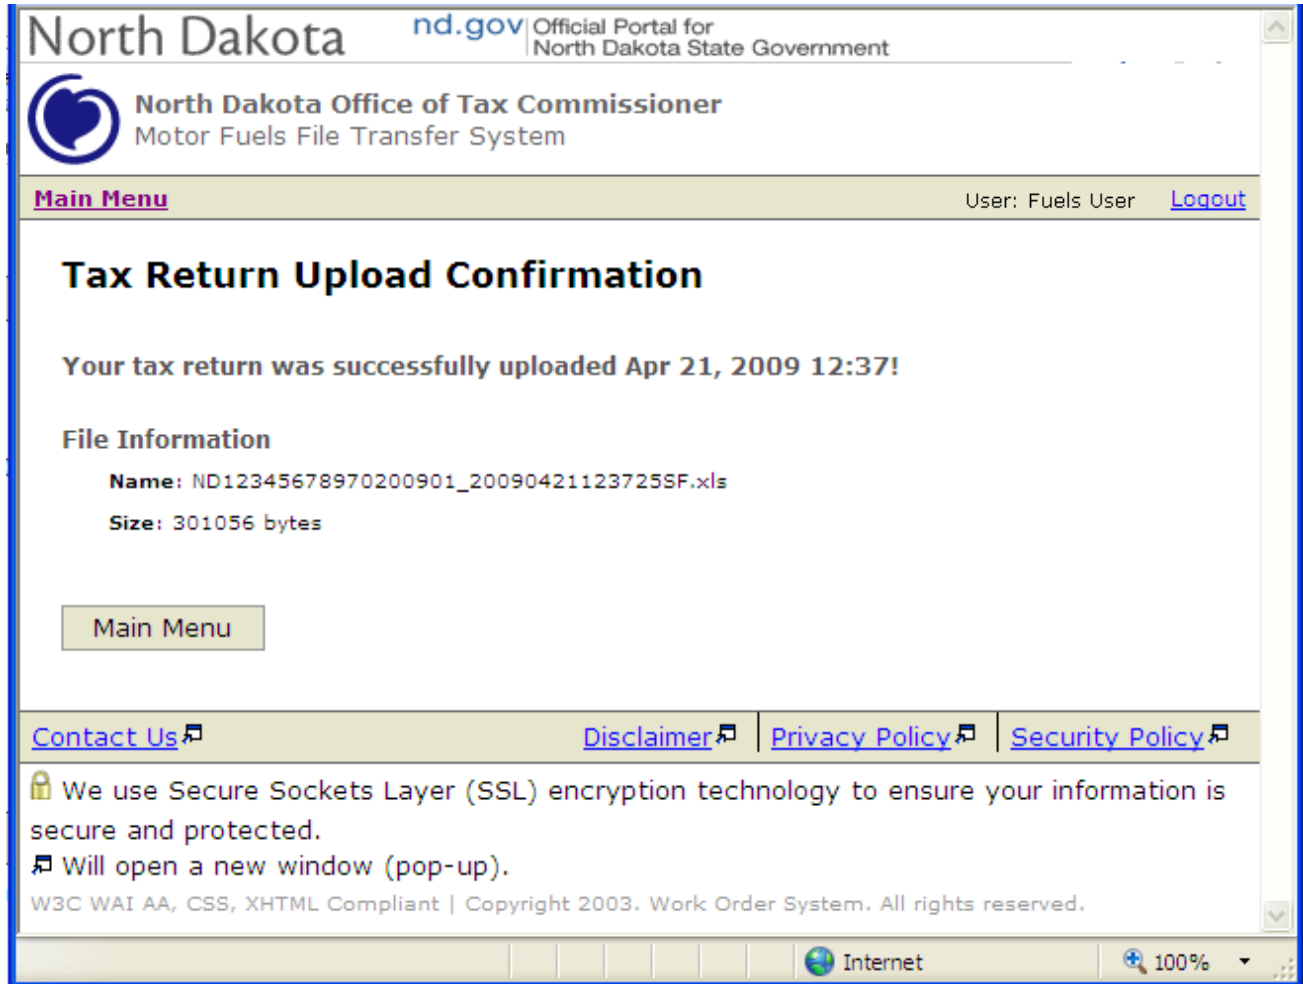 North Dakota nd.gov Official Portal for
North Dakota State Government
North Dakota Office of Tax Commissioner
Motor Fuels File Transfer System
Main Menu User: Fuels User Logout
Tax Return Upload Confirmation
Your tax return was successfully uploaded Apr 21, 2009 12:37!
File Information
Name: ND12345678970200901_20090421123725SF.xls
Size: 301056 bytes
Main Menu
Contact Us Disclaimer Privacy Policy Security Policy
We use Secure Sockets Layer (SSL) encryption technology to ensure your information is
secure and protected.
Will open a new window (pop-up).
W3C WAI AA, CSS, XHTML Compliant | Copyright 2003. Work Order System. All rights reserved.
Internet 100%